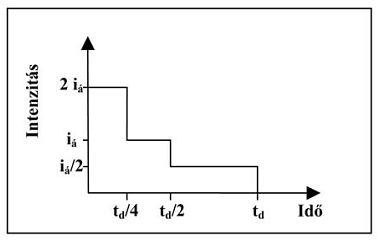 Intenzitás
2 iá
iá
iá/2
td/4 td/2 td Idő